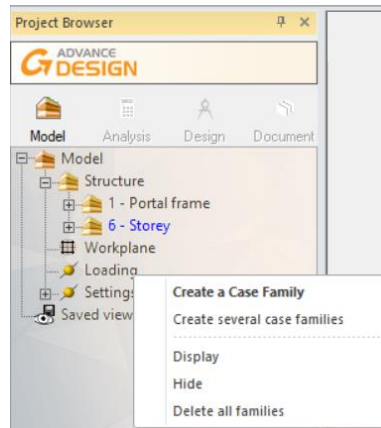 Project Browser
ADVANCE
DESIGN
Model Analysis Design Document
Model
Structure
1 - Portal frame
6 - Storey
Workplane
Loading
Settings
Create a Case Family
Saved view
Create several case families
Display
Hide
Delete all families